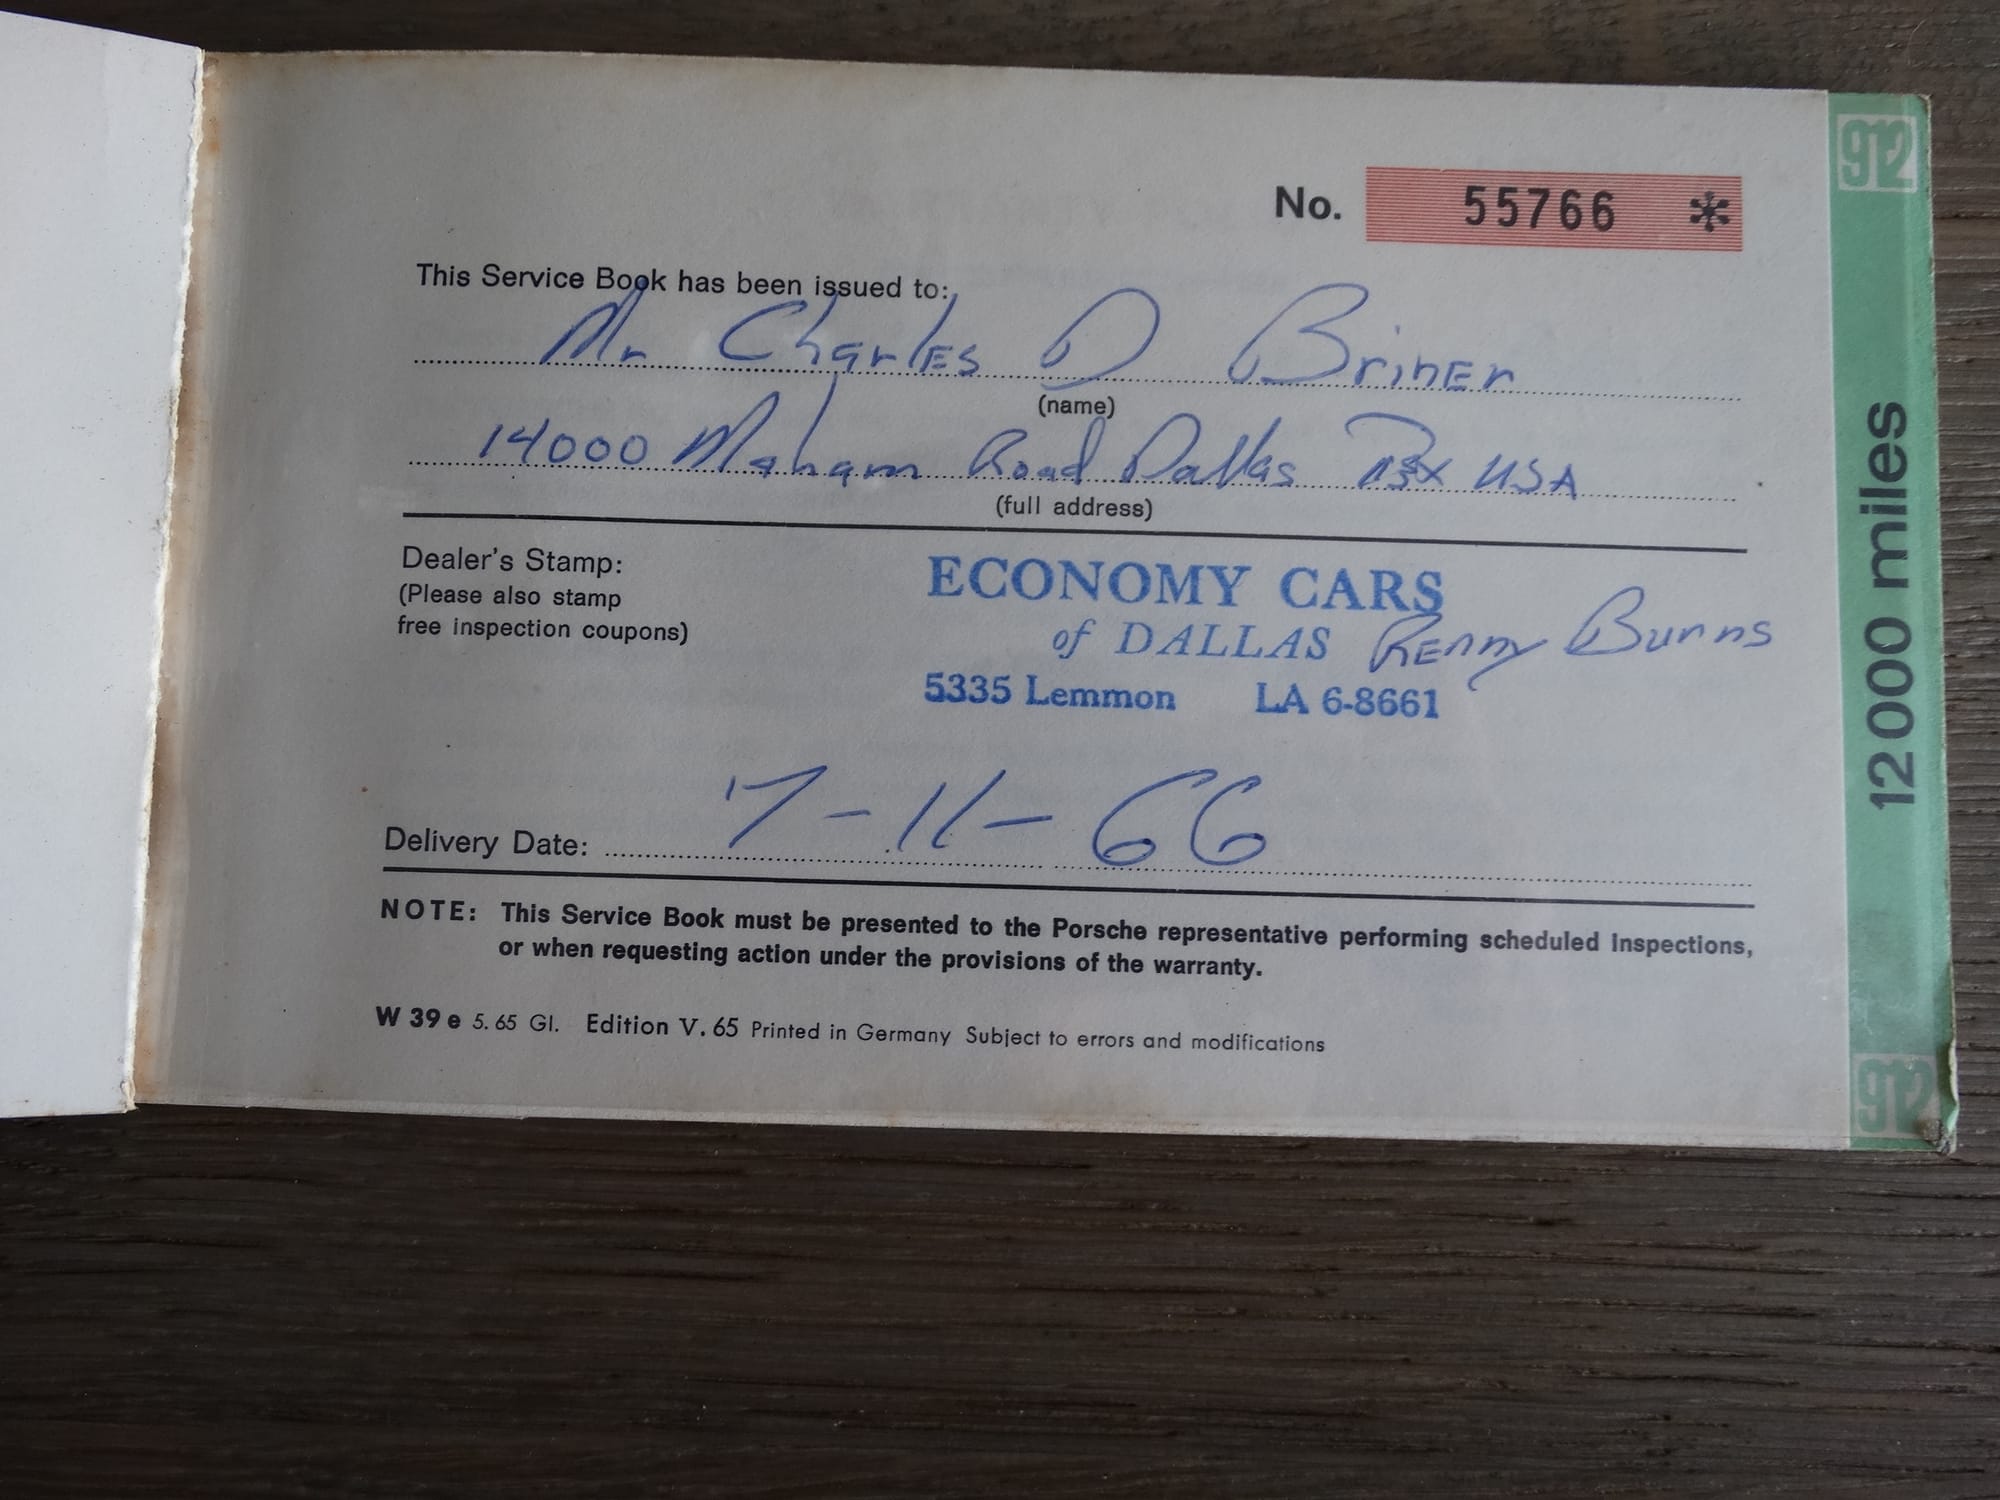 912
No. 55766 *
This Service Book has been issued to:
Mr Charles D Briner
(name)
14000 Maham Road Dallas USA
(full address)
Dealer's Stamp:
(Please also stamp
free inspection coupons)
ECONOMY CARS
of DALLAS
Burns
5335 Lemmon LA 6-8661
Delivery Date: 7-11-66
NOTE: This Service Book must be presented to the Porsche representative performing scheduled Inspections,
or when requesting action under the provisions of the warranty.
W 39 e 5. 65 Gl. Edition V. 65 Printed in Germany Subject to errors and modifications
12 000 miles
912